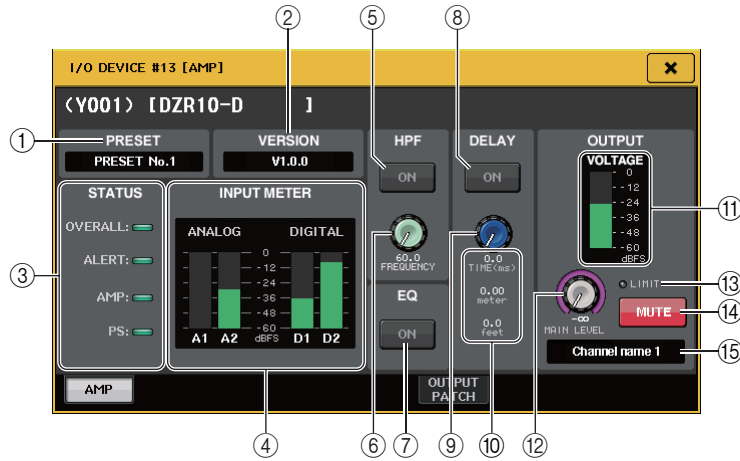 ② ⑤ ⑧
I/O DEVICE #13 [AMP]
(Y001) [DZR10-D ]
① PRESET
PRESET No.1
VERSION
V1.0.0
HPF
ON
60.0
FREQUENCY
EQ
ON
DELAY
ON
0.0
TIME(ms)
0.00
meter
0.0
feet
OUTPUT
VOLTAGE
0
-12
-24
-36
-48
-60
dBFS
⑪
③ STATUS
OVERALL:
ALERT:
AMP:
PS:
INPUT METER
ANALOG DIGITAL
0
-12
-24
-36
-48
-60
A1 A2 dBFS D1 D2
LIMIT ⑬
MUTE ⑭
-∞
MAIN LEVEL
Channel name 1 ⑮
AMP
OUTPUT
PATCH
④ ⑥ ⑦ ⑨ ⑩ ⑫